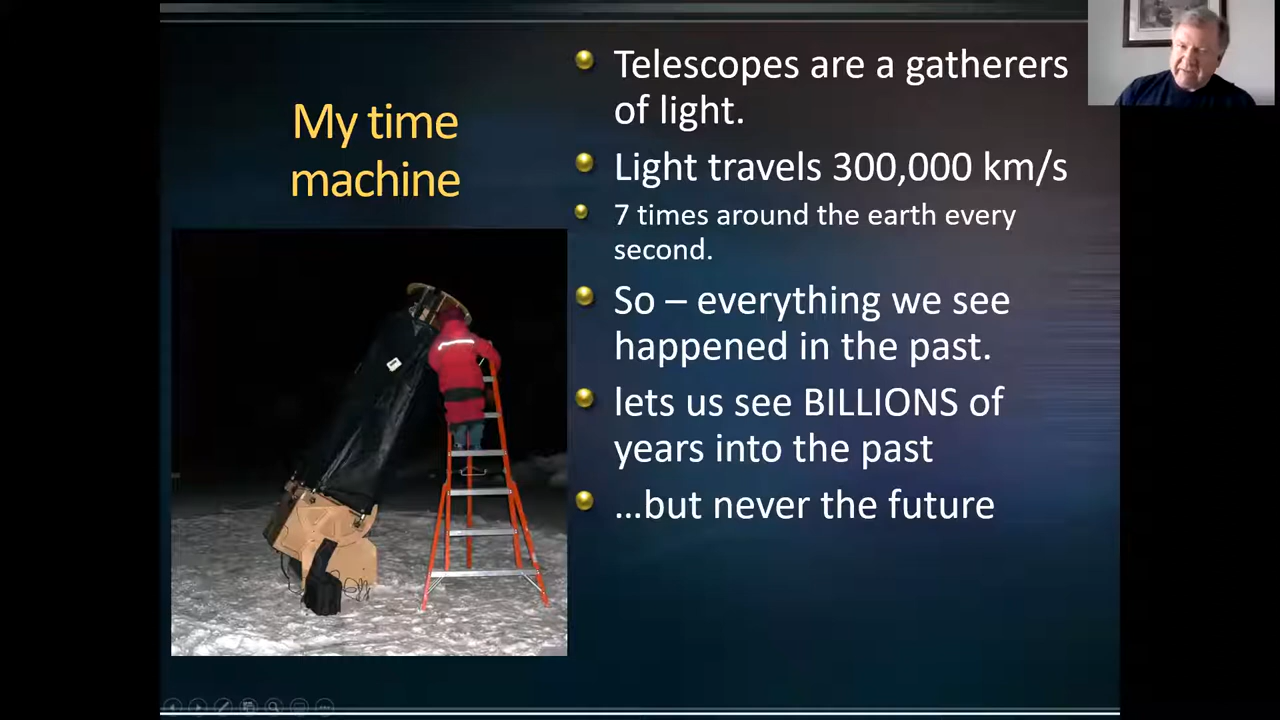 My time
machine
Telescopes are a gatherers
of light.
Light travels 300,000 km/s
7 times around the earth every
second.
So – everything we see
happened in the past.
lets us see BILLIONS of
years into the past
…but never the future